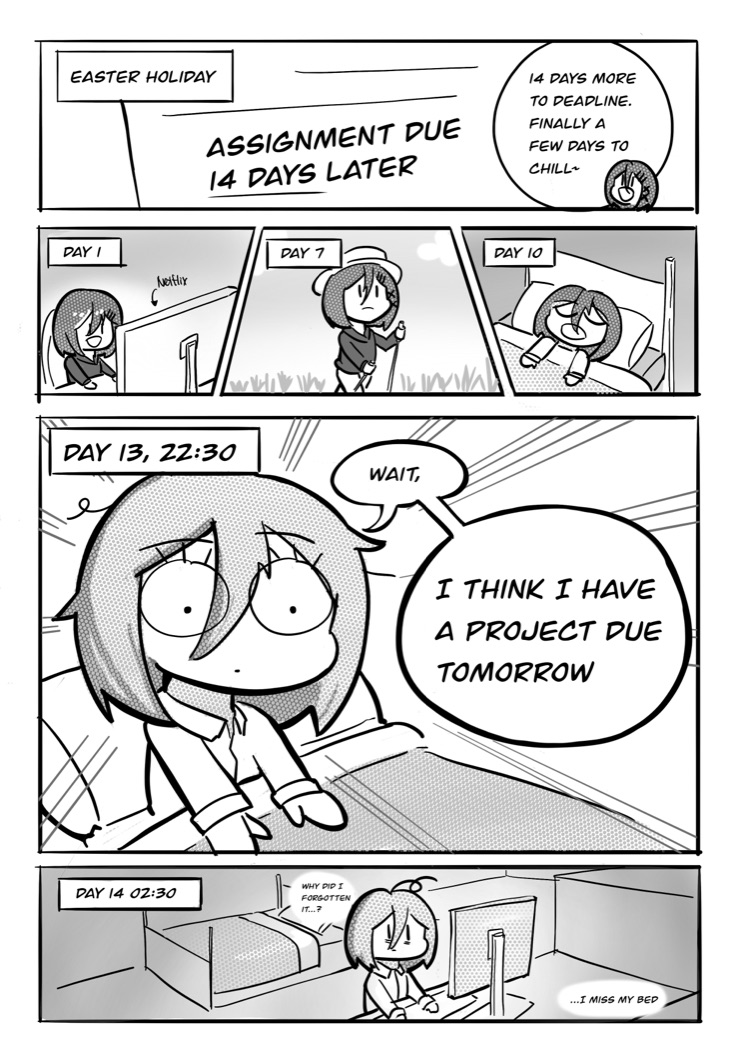 EASTER HOLIDAY
ASSIGNMENT DUE
14 DAYS LATER
14 DAYS MORE
TO DEADLINE.
FINALLY A
FEW DAYS TO
CHILL~
DAY 1
Netflix
DAY 7
DAY 10
DAY 13, 22:30
WAIT,
I THINK I HAVE
A PROJECT DUE
TOMORROW
DAY 14 02:30
WHY DID I
FORGOTTEN
IT...?
...I MISS MY BED